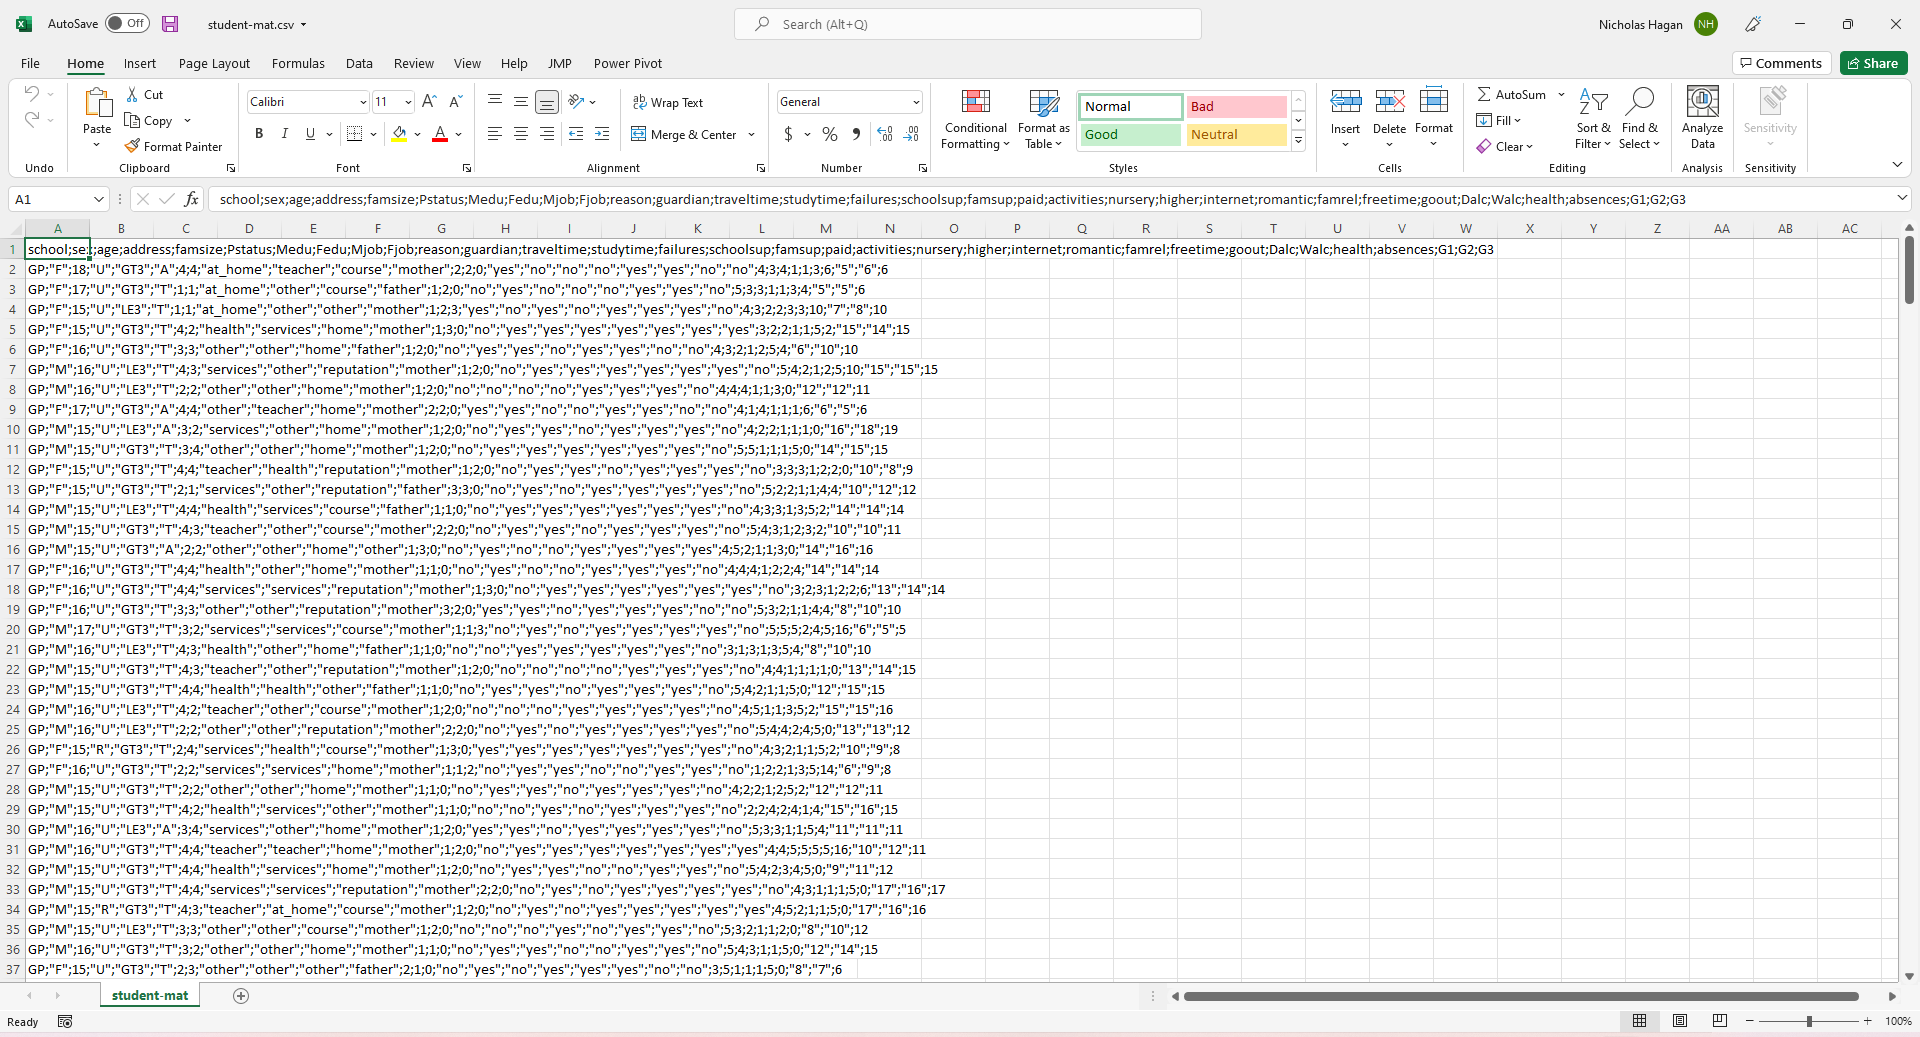 AutoSave Off student-mat.csv Search (Alt+Q) Nicholas Hagan NH
File Home Insert Page Layout Formulas Data Review View Help JMP Power Pivot Comments Share
Cut
Copy
Format Painter
Paste
Undo Clipboard
Calibri 11
B I U A
Font
Wrap Text
Merge & Center
Alignment
General
$ % 9
Number
Conditional Formatting
Format as Table
Normal Bad
Good Neutral
Styles
Insert Delete Format
Cells
AutoSum
Fill
Clear
Sort & Filter
Find & Select
Editing
Analyze Data
Analysis
Sensitivity
Sensitivity
A1 fx school;sex;age;address;famsize;Pstatus;Medu;Fedu;Mjob;Fjob;reason;guardian;traveltime;studytime;failures;schoolsup;famsup;paid;activities;nursery;higher;internet;romantic;famrel;freetime;goout;Dalc;Walc;health;absences;G1;G2;G3
A B C D E F G H I J K L M N O P Q R S T U V W X Y Z AA AB AC
1 school;sex;age;address;famsize;Pstatus;Medu;Fedu;Mjob;Fjob;reason;guardian;traveltime;studytime;failures;schoolsup;famsup;paid;activities;nursery;higher;internet;romantic;famrel;freetime;goout;Dalc;Walc;health;absences;G1;G2;G3
2 GP;"F";18;"U";"GT3";"A";4;4;"at_home";"teacher";"course";"mother";2;2;0;"yes";"no";"no";"no";"yes";"yes";"no";"no";4;3;4;1;1;3;6;"5";"6";6
3 GP;"F";17;"U";"GT3";"T";1;1;"at_home";"other";"course";"father";1;2;0;"no";"yes";"no";"no";"no";"yes";"yes";"no";5;3;3;1;1;3;4;"5";"5";6
4 GP;"F";15;"U";"LE3";"T";1;1;"at_home";"other";"other";"mother";1;2;3;"yes";"no";"yes";"no";"yes";"yes";"yes";"no";4;3;2;2;3;3;10;"7";"8";10
5 GP;"F";15;"U";"GT3";"T";4;2;"health";"services";"home";"mother";1;3;0;"no";"yes";"yes";"yes";"yes";"yes";"yes";"yes";3;2;2;1;1;5;2;"15";"14";15
6 GP;"F";16;"U";"GT3";"T";3;3;"other";"other";"home";"father";1;2;0;"no";"yes";"yes";"no";"yes";"yes";"no";"no";4;3;2;1;2;5;4;"6";"10";10
7 GP;"M";16;"U";"LE3";"T";4;3;"services";"other";"reputation";"mother";1;2;0;"no";"yes";"yes";"yes";"yes";"yes";"yes";"no";5;4;2;1;2;5;10;"15";"15";15
8 GP;"M";16;"U";"LE3";"T";2;2;"other";"other";"home";"mother";1;2;0;"no";"no";"no";"no";"yes";"yes";"yes";"no";4;4;4;1;1;3;0;"12";"12";11
9 GP;"F";17;"U";"GT3";"A";4;4;"other";"teacher";"home";"mother";2;2;0;"yes";"yes";"no";"no";"yes";"yes";"no";"no";4;1;4;1;1;1;6;"6";"5";6
10 GP;"M";15;"U";"LE3";"A";3;2;"services";"other";"home";"mother";1;2;0;"no";"yes";"yes";"no";"yes";"yes";"yes";"no";4;2;2;1;1;1;0;"16";"18";19
11 GP;"M";15;"U";"GT3";"T";3;4;"other";"other";"home";"mother";1;2;0;"no";"yes";"yes";"yes";"yes";"yes";"yes";"no";5;5;1;1;1;5;0;"14";"15";15
12 GP;"F";15;"U";"GT3";"T";4;4;"teacher";"health";"reputation";"mother";1;2;0;"no";"yes";"yes";"no";"yes";"yes";"yes";"no";3;3;3;1;2;2;0;"10";"8";9
13 GP;"F";15;"U";"GT3";"T";2;1;"services";"other";"reputation";"father";3;3;0;"no";"yes";"no";"yes";"yes";"yes";"yes";"no";5;2;2;1;1;4;4;"10";"12";12
14 GP;"M";15;"U";"LE3";"T";4;4;"health";"services";"course";"father";1;1;0;"no";"yes";"yes";"yes";"yes";"yes";"yes";"no";4;3;3;1;3;5;2;"14";"14";14
15 GP;"M";15;"U";"GT3";"T";4;3;"teacher";"other";"course";"mother";2;2;0;"no";"yes";"yes";"no";"yes";"yes";"yes";"no";5;4;3;1;2;3;2;"10";"10";11
16 GP;"M";15;"U";"GT3";"A";2;2;"other";"other";"home";"other";1;3;0;"no";"yes";"no";"no";"yes";"yes";"yes";"yes";4;5;2;1;1;3;0;"14";"16";16
17 GP;"F";16;"U";"GT3";"T";4;4;"health";"other";"home";"mother";1;1;0;"no";"yes";"no";"no";"yes";"yes";"yes";"no";4;4;4;1;2;2;4;"14";"14";14
18 GP;"F";16;"U";"GT3";"T";4;4;"services";"services";"reputation";"mother";1;3;0;"no";"yes";"yes";"yes";"yes";"yes";"yes";"no";3;2;3;1;2;2;6;"13";"14";14
19 GP;"F";16;"U";"GT3";"T";3;3;"other";"other";"reputation";"mother";3;2;0;"yes";"yes";"no";"yes";"yes";"yes";"no";"no";5;3;2;1;1;4;4;"8";"10";10
20 GP;"M";17;"U";"GT3";"T";3;2;"services";"services";"course";"mother";1;1;3;"no";"yes";"no";"yes";"yes";"yes";"yes";"no";5;5;5;2;4;5;16;"6";"5";5
21 GP;"M";16;"U";"LE3";"T";4;3;"health";"other";"home";"father";1;1;0;"no";"no";"yes";"yes";"yes";"yes";"yes";"no";3;1;3;1;3;5;4;"8";"10";10
22 GP;"M";15;"U";"GT3";"T";4;3;"teacher";"other";"reputation";"mother";1;2;0;"no";"no";"no";"no";"yes";"yes";"yes";"no";4;4;1;1;1;1;0;"13";"14";15
23 GP;"M";15;"U";"GT3";"T";4;4;"health";"health";"other";"father";1;1;0;"no";"yes";"yes";"no";"yes";"yes";"yes";"no";5;4;2;1;1;5;0;"12";"15";15
24 GP;"M";16;"U";"LE3";"T";4;2;"teacher";"other";"course";"mother";1;2;0;"no";"no";"no";"yes";"yes";"yes";"yes";"no";4;5;1;1;3;5;2;"15";"15";16
25 GP;"M";16;"U";"LE3";"T";2;2;"other";"other";"reputation";"mother";2;2;0;"no";"yes";"no";"yes";"yes";"yes";"yes";"no";5;4;4;2;4;5;0;"13";"13";12
26 GP;"F";15;"R";"GT3";"T";2;4;"services";"health";"course";"mother";1;3;0;"yes";"yes";"yes";"yes";"yes";"yes";"yes";"no";4;3;2;1;1;5;2;"10";"9";8
27 GP;"F";16;"U";"GT3";"T";2;2;"services";"services";"home";"mother";1;1;2;"no";"yes";"yes";"no";"no";"yes";"yes";"no";1;2;2;1;3;5;14;"6";"9";8
28 GP;"M";15;"U";"GT3";"T";2;2;"other";"other";"home";"mother";1;1;0;"no";"yes";"yes";"no";"yes";"yes";"yes";"no";4;2;2;1;2;5;2;"12";"12";11
29 GP;"M";15;"U";"GT3";"T";4;2;"health";"services";"other";"mother";1;1;0;"no";"no";"yes";"no";"yes";"yes";"yes";"no";2;2;4;2;4;1;4;"15";"16";15
30 GP;"M";16;"U";"LE3";"A";3;4;"services";"other";"home";"mother";1;2;0;"yes";"yes";"no";"yes";"yes";"yes";"yes";"no";5;3;3;1;1;5;4;"11";"11";11
31 GP;"M";16;"U";"GT3";"T";4;4;"teacher";"teacher";"home";"mother";1;2;0;"no";"yes";"yes";"yes";"yes";"yes";"yes";"yes";4;4;5;5;5;5;16;"10";"12";11
32 GP;"M";15;"U";"GT3";"T";4;4;"health";"services";"home";"mother";1;2;0;"no";"yes";"yes";"no";"no";"yes";"yes";"no";5;4;2;3;4;5;0;"9";"11";12
33 GP;"M";15;"U";"GT3";"T";4;4;"services";"services";"reputation";"mother";2;2;0;"no";"yes";"no";"yes";"yes";"yes";"yes";"no";4;3;1;1;1;5;0;"17";"16";17
34 GP;"M";15;"R";"GT3";"T";4;3;"teacher";"at_home";"course";"mother";1;2;0;"no";"yes";"no";"yes";"yes";"yes";"yes";"yes";4;5;2;1;1;5;0;"17";"16";16
35 GP;"M";15;"U";"LE3";"T";3;3;"other";"other";"course";"mother";1;2;0;"no";"no";"no";"yes";"no";"yes";"yes";"no";5;3;2;1;1;2;0;"8";"10";12
36 GP;"M";16;"U";"GT3";"T";3;2;"other";"other";"home";"mother";1;1;0;"no";"yes";"yes";"no";"no";"yes";"yes";"no";5;4;3;1;1;5;0;"12";"14";15
37 GP;"F";15;"U";"GT3";"T";2;3;"other";"other";"other";"father";2;1;0;"no";"yes";"no";"yes";"yes";"yes";"no";"no";3;5;1;1;1;5;0;"8";"7";6
student-mat
Ready 100%